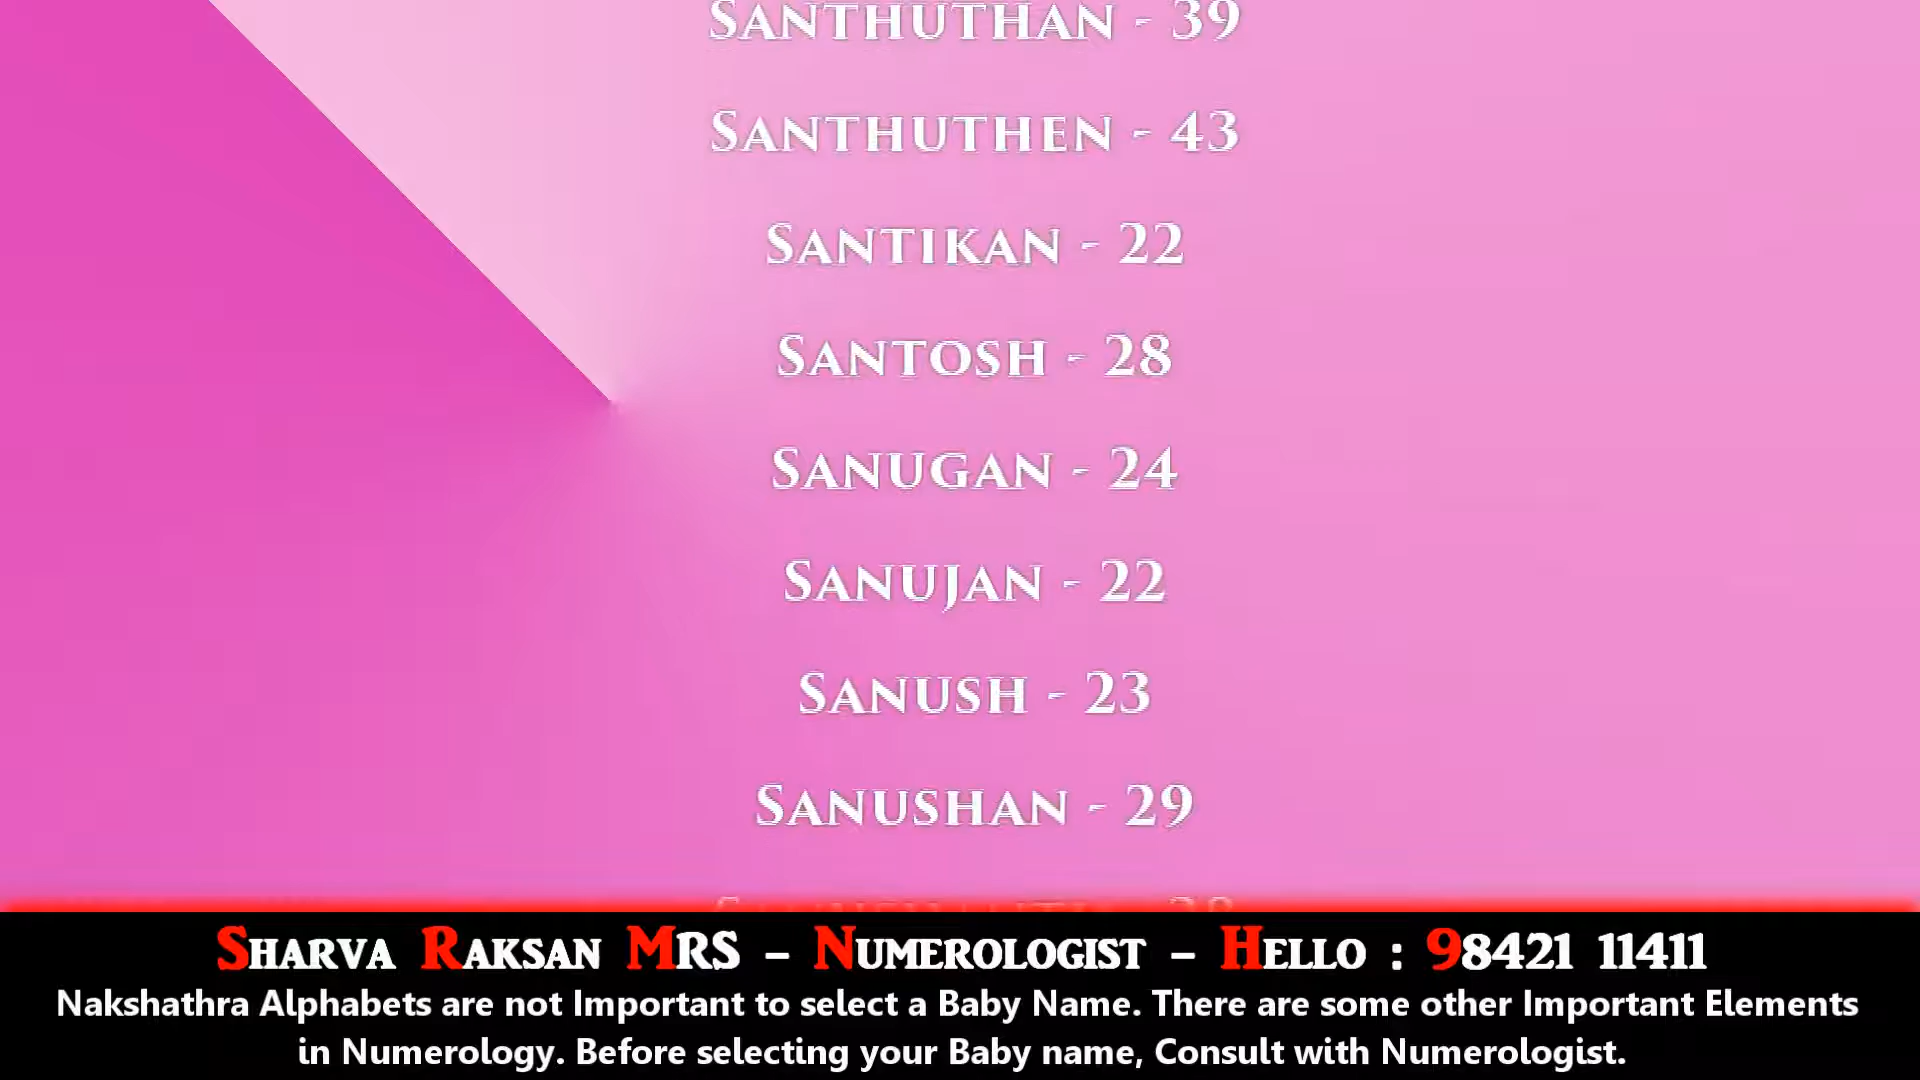 SANTHUTHAN - 39
SANTHUTHEN - 43
SANTIKAN - 22
SANTOSH - 28
SANUGAN - 24
SANUJAN - 22
SANUSH - 23
SANUSHAN - 29
SHARVA RAKSAN MRS – NUMEROLOGIST – HELLO : 98421 11411
Nakshathra Alphabets are not Important to select a Baby Name. There are some other Important Elements
in Numerology. Before selecting your Baby name, Consult with Numerologist.